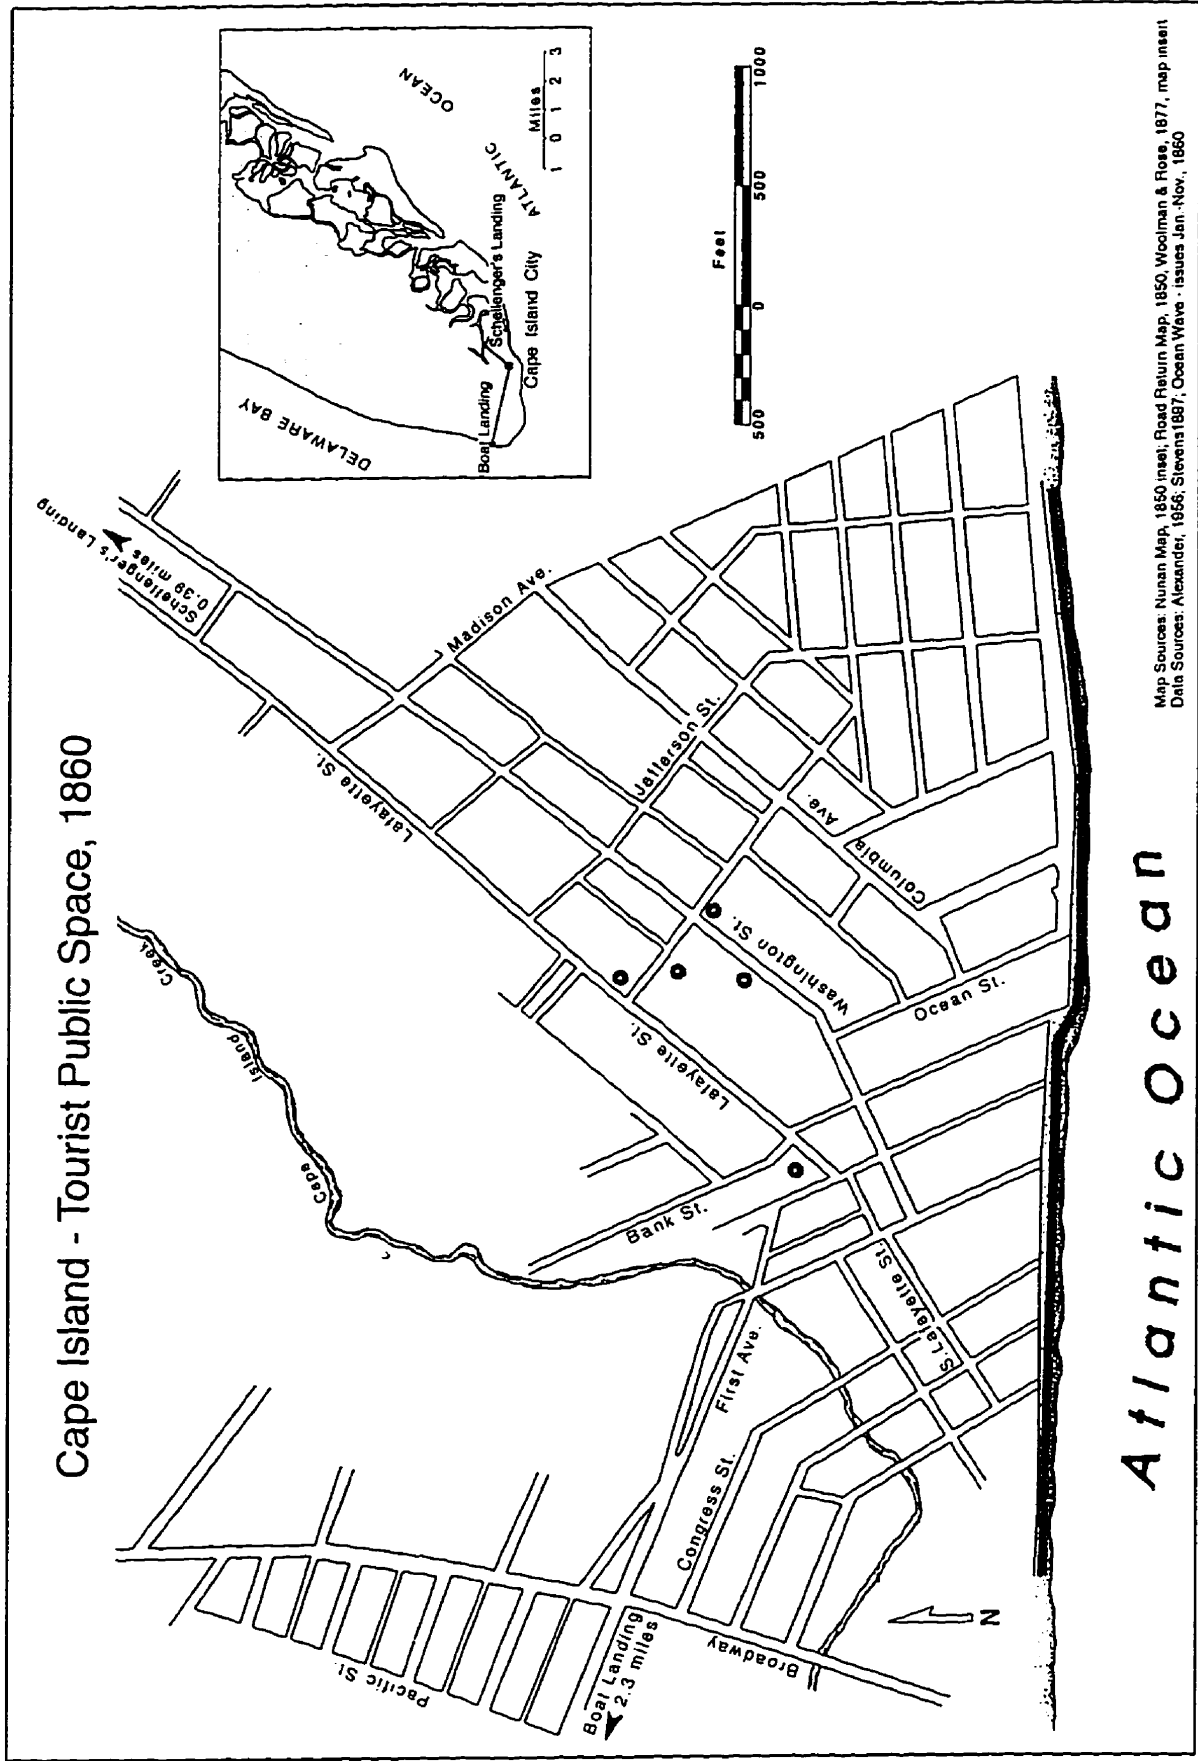 Cape Island - Tourist Public Space, 1860
DELAWARE BAY
Boat Landing
Schellenger's Landing
Cape Island City
ATLANTIC
OCEAN
Miles
1 0 1 2 3
Feet
500 0 500 1000
Schellenger's Landing
0.39 miles
Cape Island Creek
Lafayette St.
Madison Ave.
Jefferson St.
Lafayette St.
Washington St.
Columbia Ave.
Ocean St.
Bank St.
S. Lafayette St.
First Ave.
Congress St.
Broadway
Pacific St.
Boat Landing
2.3 miles
N
Atlantic Ocean
Map Sources: Nunan Map, 1850 inset; Road Return Map, 1850, Woolman & Rose, 1877, map insert
Data Sources: Alexander, 1956; Stevens 1897; Ocean Wave - issues Jan.-Nov., 1860